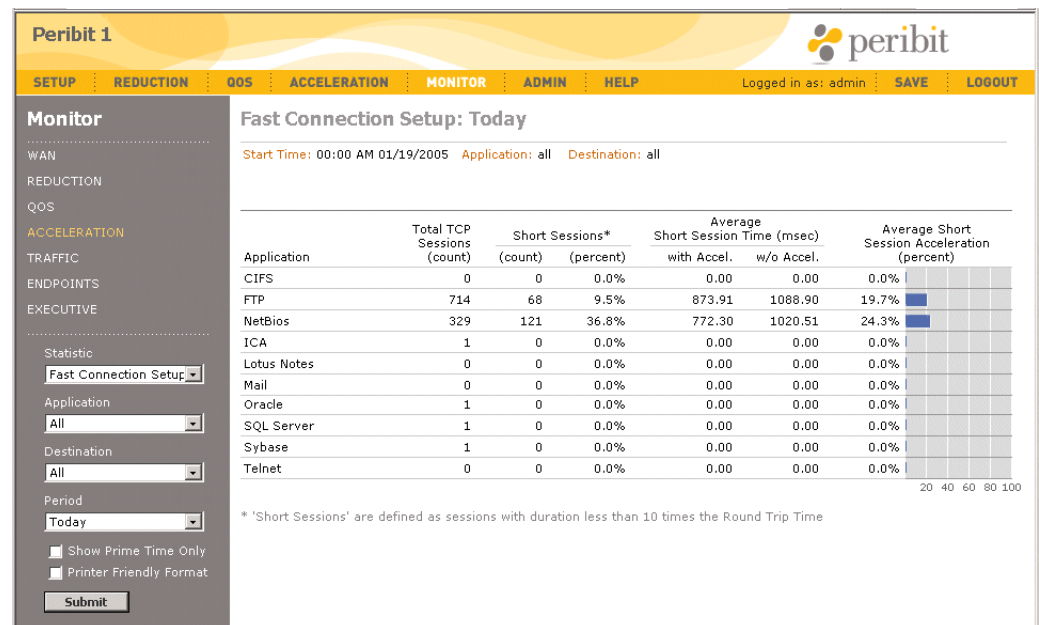 Peribit 1
peribit
SETUP REDUCTION QOS ACCELERATION MONITOR ADMIN HELP Logged in as: admin SAVE LOGOUT
Monitor
WAN
REDUCTION
QOS
ACCELERATION
TRAFFIC
ENDPOINTS
EXECUTIVE
Statistic
Fast Connection Setup
Application
All
Destination
All
Period
Today
Show Prime Time Only
Printer Friendly Format
Submit
Fast Connection Setup: Today
Start Time: 00:00 AM 01/19/2005 Application: all Destination: all
Application Total TCP Sessions (count) Short Sessions* (count) (percent) Average Short Session Time (msec) with Accel. w/o Accel. Average Short Session Acceleration (percent)
CIFS 0 0 0.0% 0.00 0.00 0.0%
FTP 714 68 9.5% 873.91 1088.90 19.7%
NetBios 329 121 36.8% 772.30 1020.51 24.3%
ICA 1 0 0.0% 0.00 0.00 0.0%
Lotus Notes 0 0 0.0% 0.00 0.00 0.0%
Mail 0 0 0.0% 0.00 0.00 0.0%
Oracle 1 0 0.0% 0.00 0.00 0.0%
SQL Server 1 0 0.0% 0.00 0.00 0.0%
Sybase 1 0 0.0% 0.00 0.00 0.0%
Telnet 0 0 0.0% 0.00 0.00 0.0%
20 40 60 80 100
* 'Short Sessions' are defined as sessions with duration less than 10 times the Round Trip Time